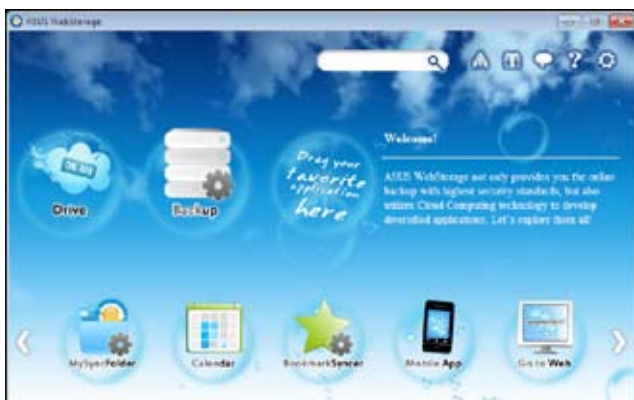 ASUS WebStorage
Welcome!
ON AIR
Drag your
favorite
application
here
ASUS WebStorage not only provides you the online
backup with highest security standards, but also
utilizes Cloud Computing technology to develop
diversified applications. Let's explore them all!
Drive
Backup
MySyncFolder
Calendar
BookmarkSyncer
Mobile App
Go to Web